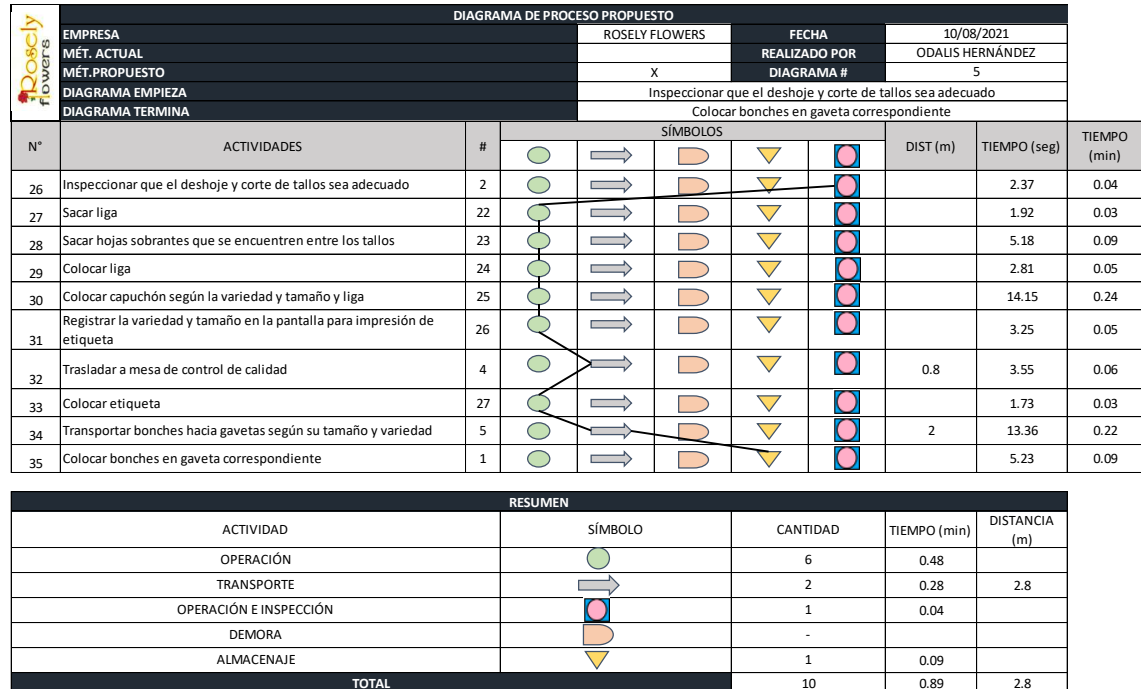 Rosely
flowers
DIAGRAMA DE PROCESO PROPUESTO
EMPRESA ROSELY FLOWERS FECHA 10/08/2021
MÉT. ACTUAL REALIZADO POR ODALIS HERNÁNDEZ
MÉT.PROPUESTO X DIAGRAMA # 5
DIAGRAMA EMPIEZA Inspeccionar que el deshoje y corte de tallos sea adecuado
DIAGRAMA TERMINA Colocar bonches en gaveta correspondiente
N° ACTIVIDADES # SÍMBOLOS DIST (m) TIEMPO (seg) TIEMPO
(min)
26 Inspeccionar que el deshoje y corte de tallos sea adecuado 2 2.37 0.04
27 Sacar liga 22 1.92 0.03
28 Sacar hojas sobrantes que se encuentren entre los tallos 23 5.18 0.09
29 Colocar liga 24 2.81 0.05
30 Colocar capuchón según la variedad y tamaño y liga 25 14.15 0.24
31 Registrar la variedad y tamaño en la pantalla para impresión de
etiqueta 26 3.25 0.05
32 Trasladar a mesa de control de calidad 4 0.8 3.55 0.06
33 Colocar etiqueta 27 1.73 0.03
34 Transportar bonches hacia gavetas según su tamaño y variedad 5 2 13.36 0.22
35 Colocar bonches en gaveta correspondiente 1 5.23 0.09
RESUMEN
ACTIVIDAD SÍMBOLO CANTIDAD TIEMPO (min) DISTANCIA
(m)
OPERACIÓN 6 0.48
TRANSPORTE 2 0.28 2.8
OPERACIÓN E INSPECCIÓN 1 0.04
DEMORA -
ALMACENAJE 1 0.09
TOTAL 10 0.89 2.8